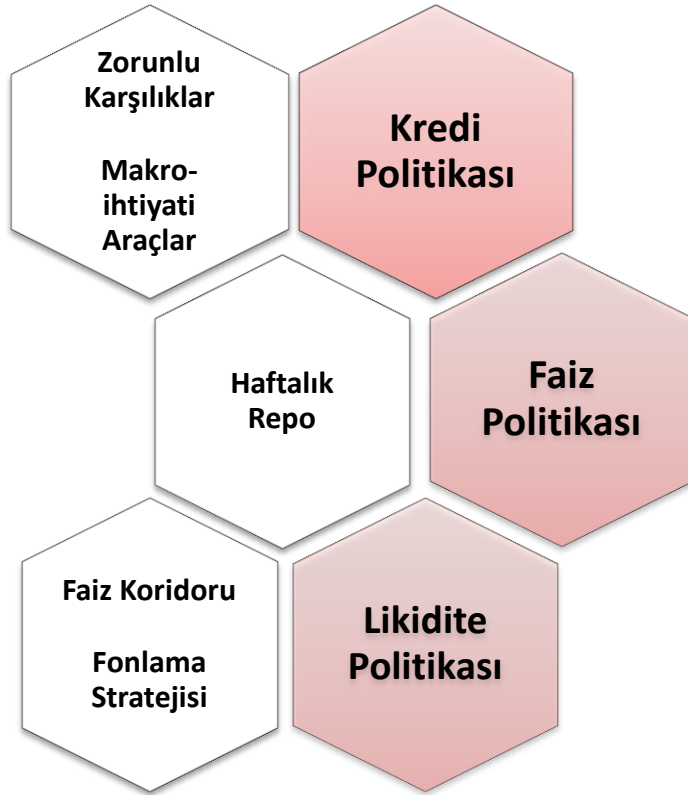 Zorunlu
Karşılıklar
Makro-
ihtiyati
Araçlar
Kredi
Politikası
Haftalık
Repo
Faiz
Politikası
Faiz Koridoru
Fonlama
Stratejisi
Likidite
Politikası